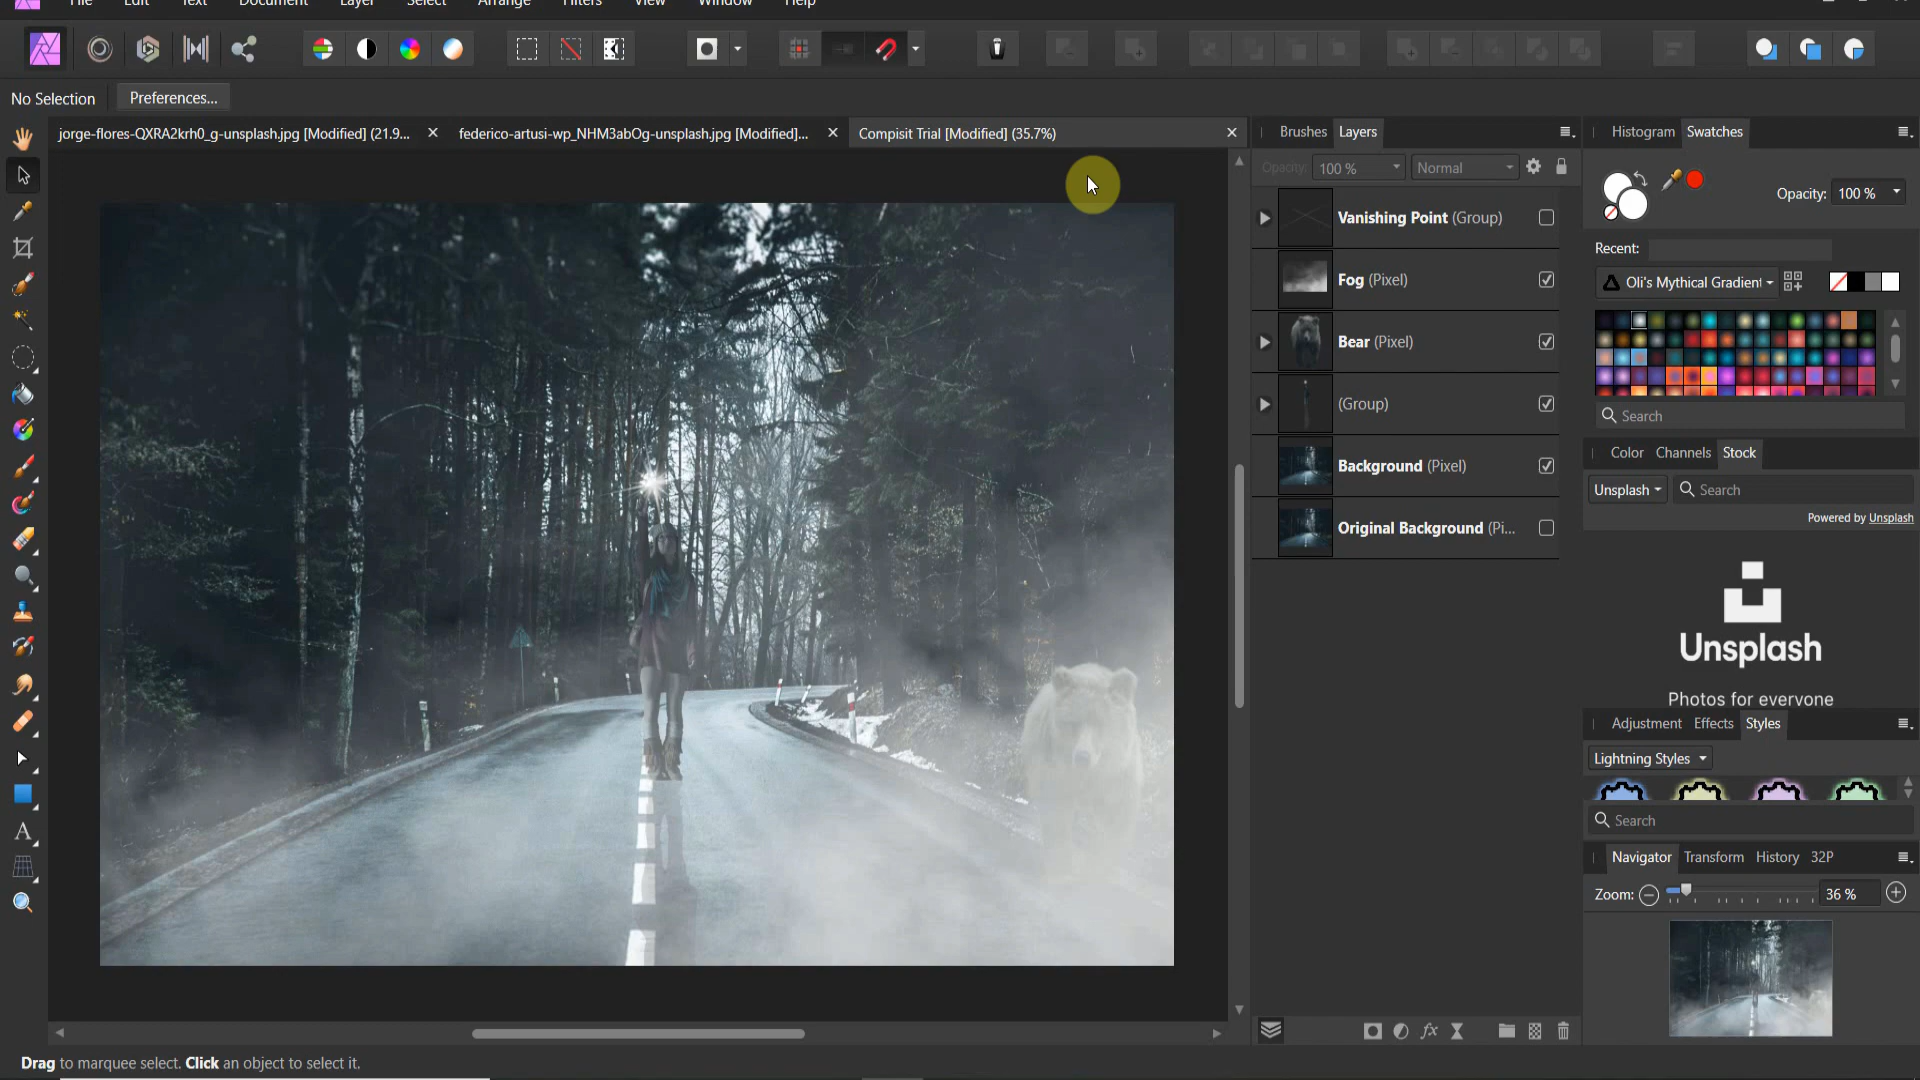 File Edit Text Document Layer Select Arrange Filters View Window Help
No Selection Preferences...
jorge-flores-QXRA2krh0_g-unsplash.jpg [Modified] (21.9...
federico-artusi-wp_NHM3abOg-unsplash.jpg [Modified]...
Compisit Trial [Modified] (35.7%)
Brushes Layers
Opacity: 100 % Normal
Vanishing Point (Group)
Fog (Pixel)
Bear (Pixel)
(Group)
Background (Pixel)
Original Background (Pi...
Histogram Swatches
Opacity: 100 %
Recent:
Oli's Mythical Gradient
Search
Color Channels Stock
Unsplash Search
Powered by Unsplash
Unsplash
Photos for everyone
Adjustment Effects Styles
Lightning Styles
Search
Navigator Transform History 32P
Zoom: 36 %
Drag to marquee select. Click an object to select it.